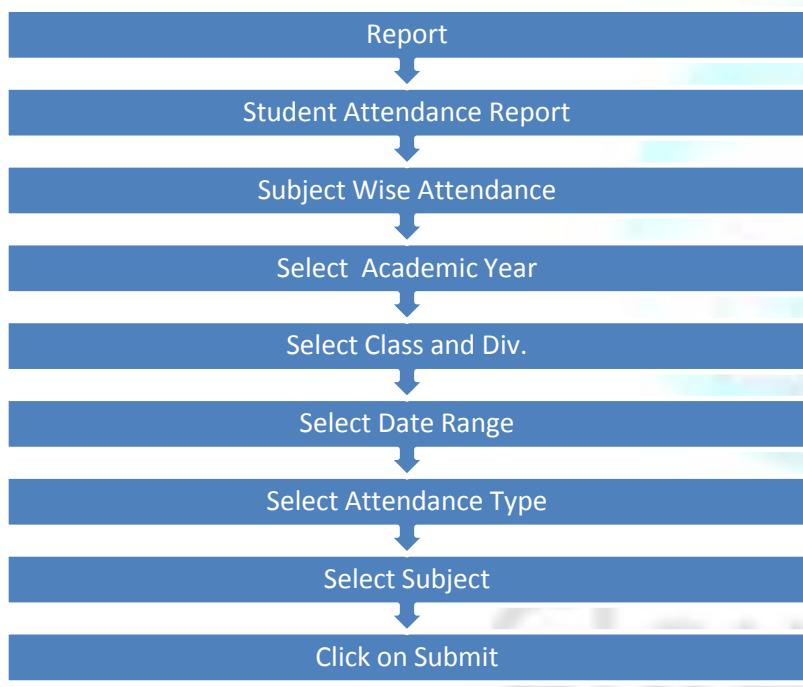 Report
Student Attendance Report
Subject Wise Attendance
Select  Academic Year
Select Class and Div.
Select Date Range
Select Attendance Type
Select Subject
Click on Submit